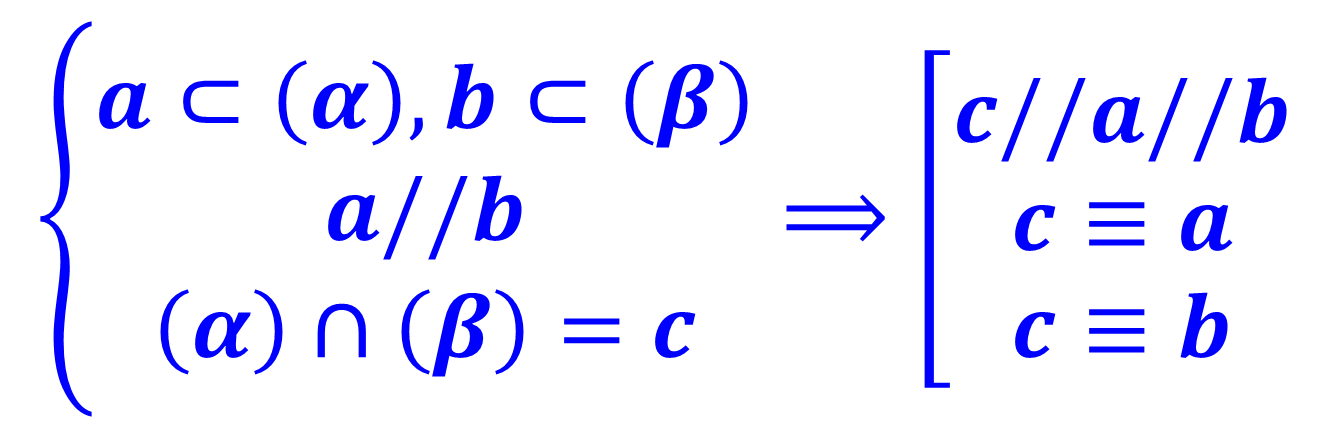 a ⊂ (α), b ⊂ (β)
a//b
(α) ∩ (β) = c
⟹
c//a//b
c ≡ a
c ≡ b